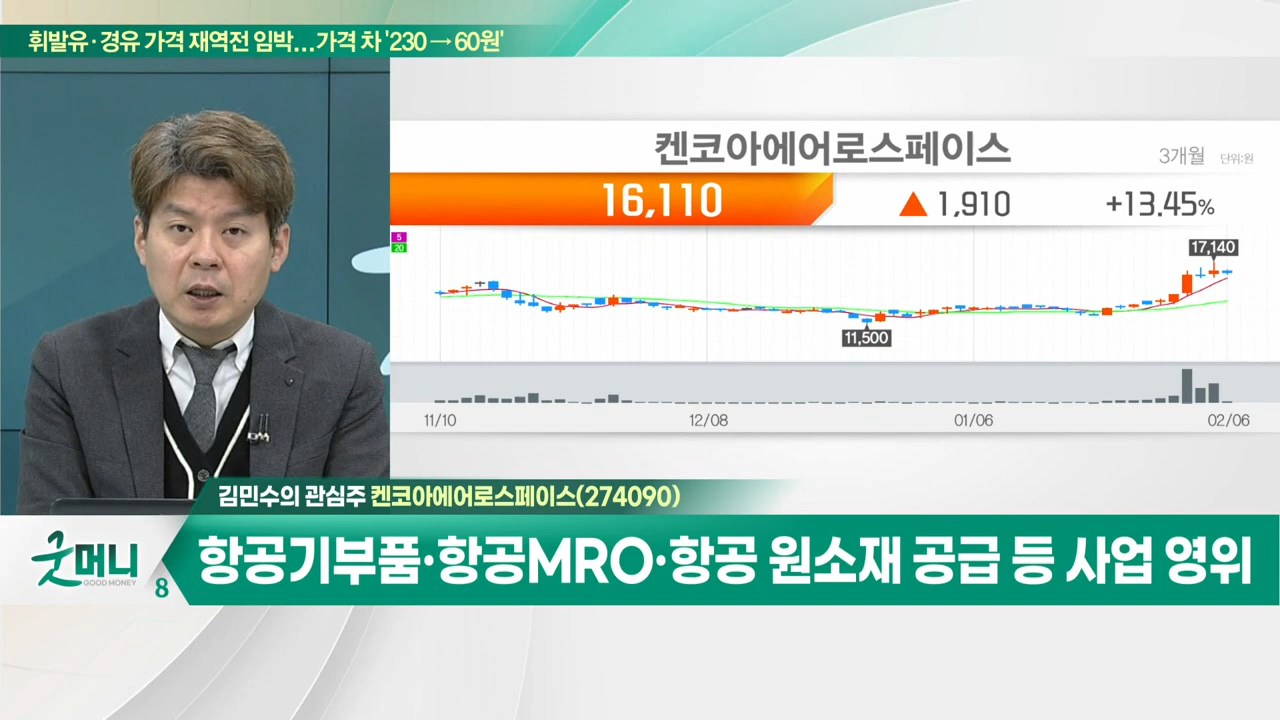 휘발유·경유 가격 재역전 임박...가격 차 '230→60원'
켄코아에어로스페이스
3개월 단위:원
16,110 ▲ 1,910 +13.45%
5
20
17,140
11,500
11/10 12/08 01/06 02/06
김민수의 관심주 켄코아에어로스페이스(274090)
굿머니
GOOD MONEY
8
항공기부품·항공MRO·항공 원소재 공급 등 사업 영위